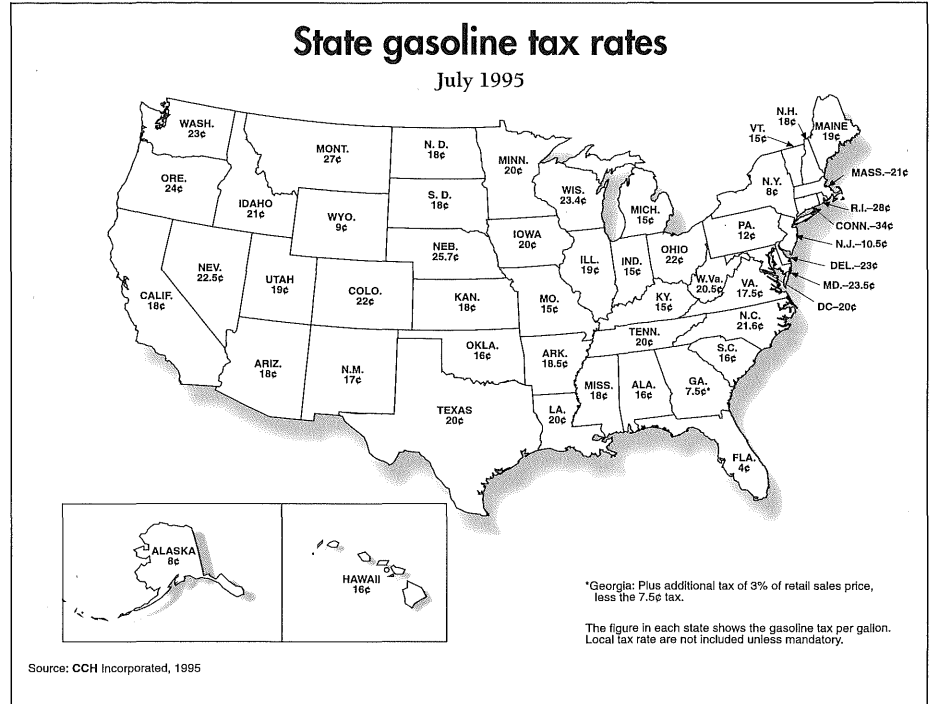 State gasoline tax rates
July 1995
WASH.
23¢
ORE.
24¢
CALIF.
18¢
NEV.
22.5¢
IDAHO
21¢
MONT.
27¢
WYO.
9¢
UTAH
19¢
ARIZ.
18¢
COLO.
22¢
N.M.
17¢
N. D.
18¢
S. D.
18¢
NEB.
25.7¢
KAN.
18¢
OKLA.
16¢
TEXAS
20¢
MINN.
20¢
IOWA
20¢
MO.
15¢
ARK.
18.5¢
LA.
20¢
WIS.
23.4¢
ILL.
19¢
MICH.
15¢
IND.
15¢
OHIO
22¢
KY.
15¢
TENN.
20¢
MISS.
18¢
ALA.
16¢
GA.
7.5¢*
FLA.
4¢
S.C.
16¢
N.C.
21.6¢
VA.
17.5¢
W.Va.
20.5¢
PA.
12¢
N.Y.
8¢
VT.
15¢
N.H.
18¢
MAINE
19¢
MASS.–21¢
R.I.–28¢
CONN.–34¢
N.J.–10.5¢
DEL.–23¢
MD.–23.5¢
DC–20¢
ALASKA
8¢
HAWAII
16¢
*Georgia: Plus additional tax of 3% of retail sales price,
less the 7.5¢ tax.
The figure in each state shows the gasoline tax per gallon.
Local tax rate are not included unless mandatory.
Source: CCH Incorporated, 1995